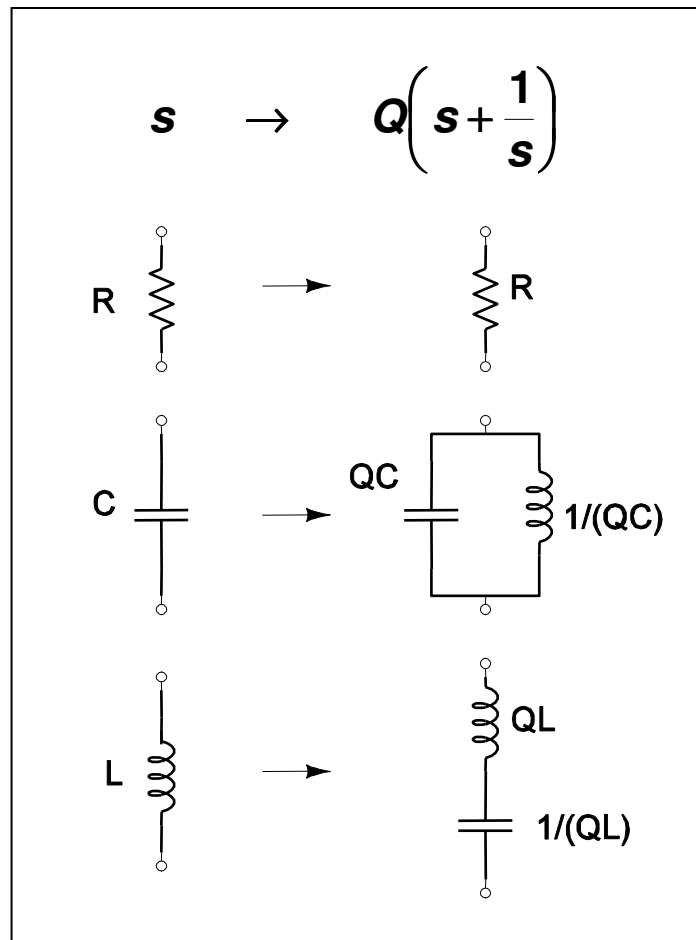 s → Q(s + 1/s)
R
R
C
QC
1/(QC)
L
QL
1/(QL)